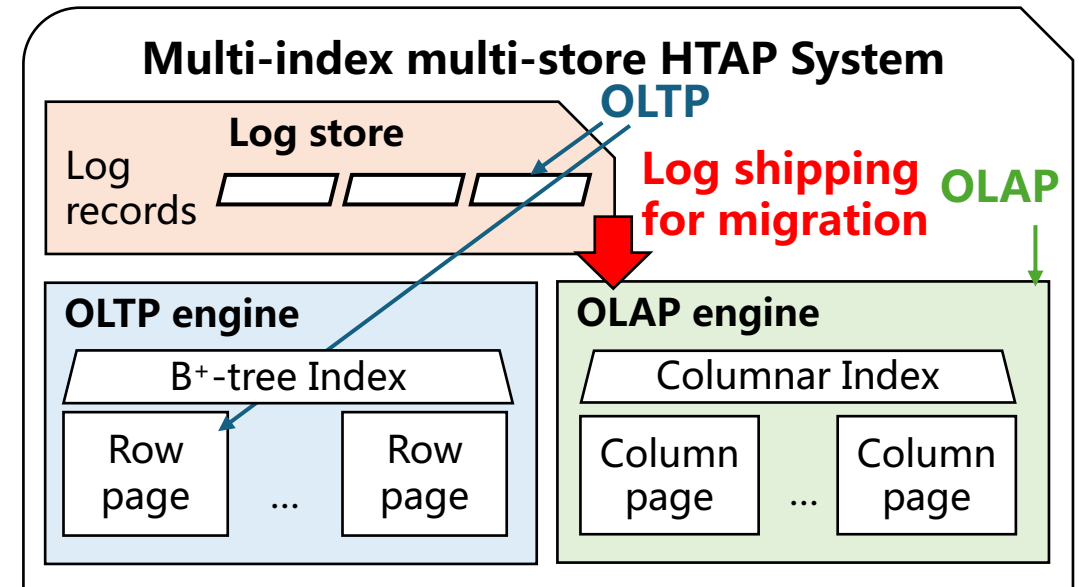 Multi-index multi-store HTAP System
OLTP
Log store
Log
records
Log shipping
for migration
OLAP
OLTP engine
B⁺-tree Index
Row
page
...
Row
page
OLAP engine
Columnar Index
Column
page
...
Column
page